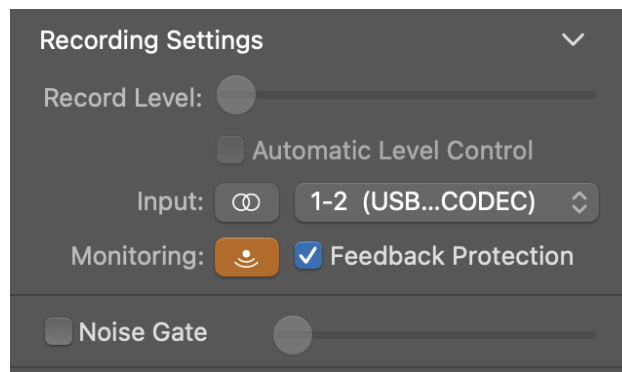 Recording Settings
Record Level:
Automatic Level Control
Input: 1-2 (USB...CODEC)
Monitoring: Feedback Protection
Noise Gate